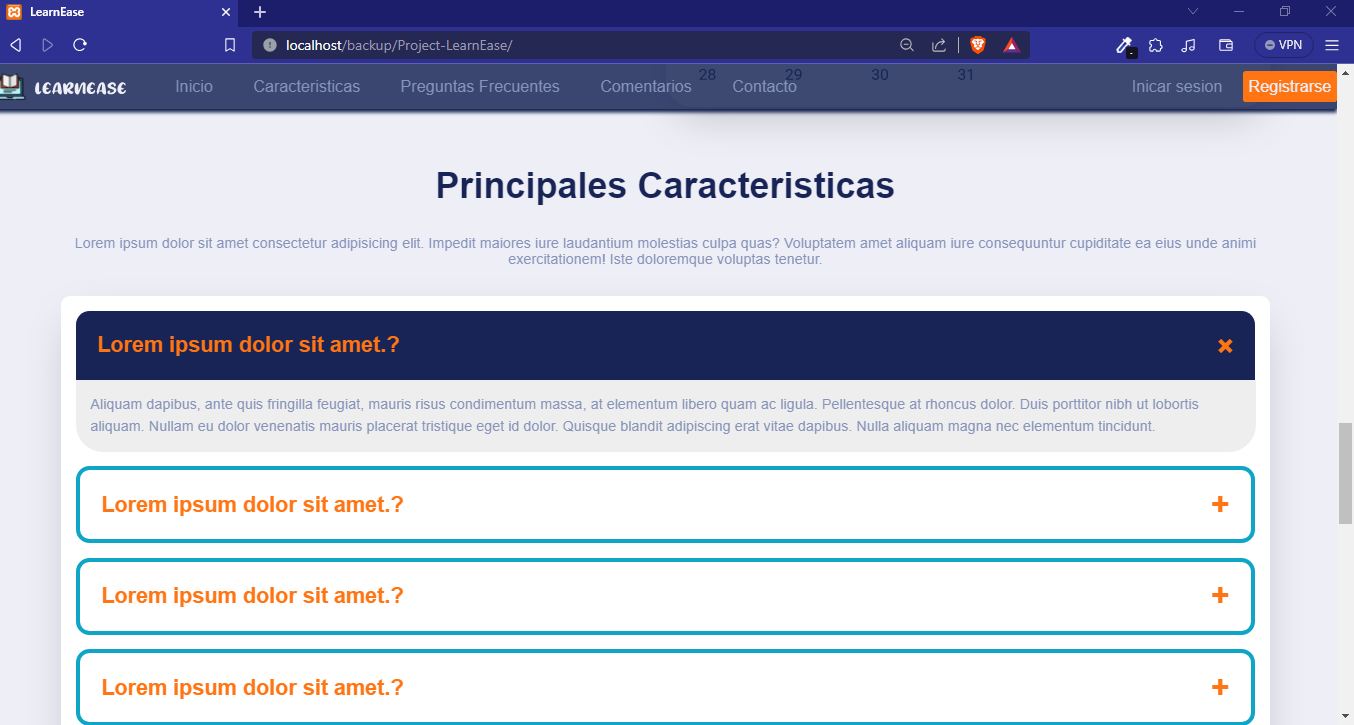 LearnEase
localhost/backup/Project-LearnEase/
VPN
28 29 30 31
LEARNEASE
Inicio
Caracteristicas
Preguntas Frecuentes
Comentarios
Contacto
Inicar sesion
Registrarse
Principales Caracteristicas
Lorem ipsum dolor sit amet consectetur adipisicing elit. Impedit maiores iure laudantium molestias culpa quas? Voluptatem amet aliquam iure consequuntur cupiditate ea eius unde animi
exercitationem! Iste doloremque voluptas tenetur.
Lorem ipsum dolor sit amet.?
Aliquam dapibus, ante quis fringilla feugiat, mauris risus condimentum massa, at elementum libero quam ac ligula. Pellentesque at rhoncus dolor. Duis porttitor nibh ut lobortis
aliquam. Nullam eu dolor venenatis mauris placerat tristique eget id dolor. Quisque blandit adipiscing erat vitae dapibus. Nulla aliquam magna nec elementum tincidunt.
Lorem ipsum dolor sit amet.?
Lorem ipsum dolor sit amet.?
Lorem ipsum dolor sit amet.?